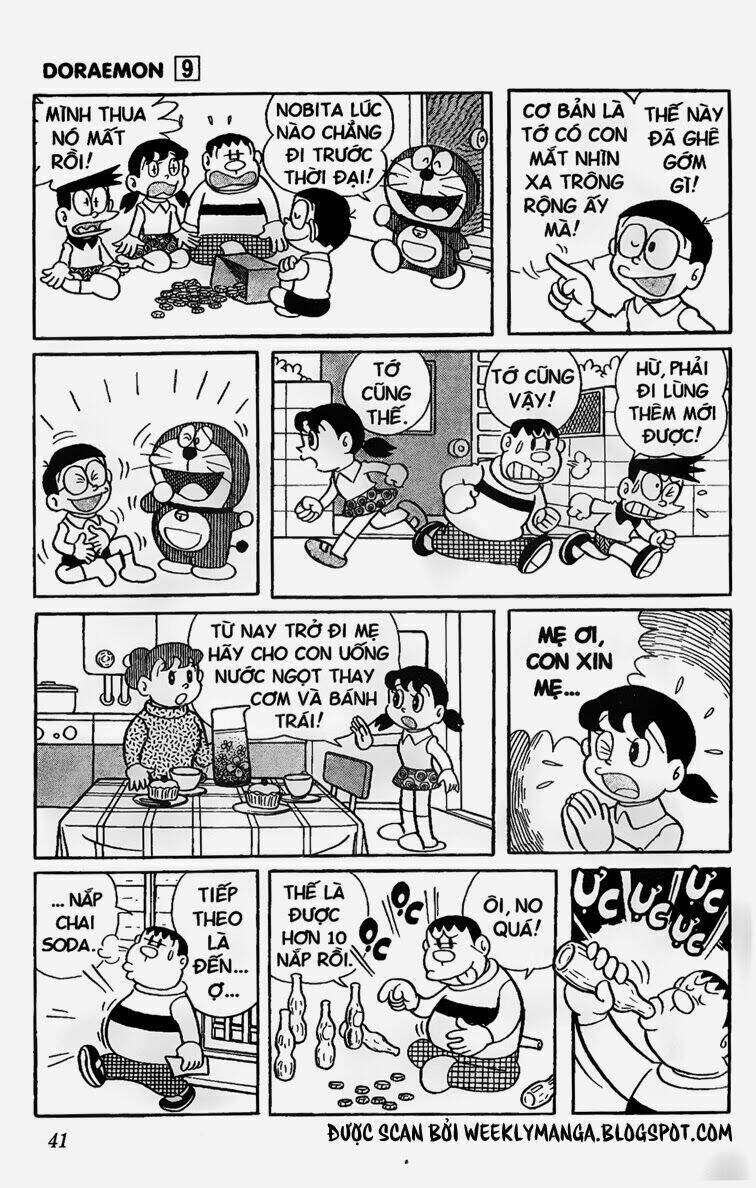 DORAEMON 9
THẾ NÀY
ĐÃ GHÊ
GỚM
GÌ!
CƠ BẢN LÀ
TỚ CÓ CON
MẮT NHÌN
XA TRÔNG
RỘNG ẤY
MÀ!
NOBITA LÚC
NÀO CHẲNG
ĐI TRƯỚC
THỜI ĐẠI!
MÌNH THUA
NÓ MẤT
RỒI!
HỪ, PHẢI
ĐI LÙNG
THÊM MỚI
ĐƯỢC!
TỚ CŨNG
VẬY!
TỚ
CŨNG
THẾ.
MẸ ƠI,
CON XIN
MẸ...
TỪ NAY TRỞ ĐI MẸ
HÃY CHO CON UỐNG
NƯỚC NGỌT THAY
CƠM VÀ BÁNH
TRÁI!
ỰC
ỰC
ỰC
ỰC
ÔI, NO
QUÁ!
ỌC
ỌC
THẾ LÀ
ĐƯỢC
HƠN 10
NẮP RỒI.
TIẾP
THEO
LÀ
ĐẾN...
Ợ...
... NẮP
CHAI
SODA..
41
ĐƯỢC SCAN BỞI WEEKLYMANGA.BLOGSPOT.COM